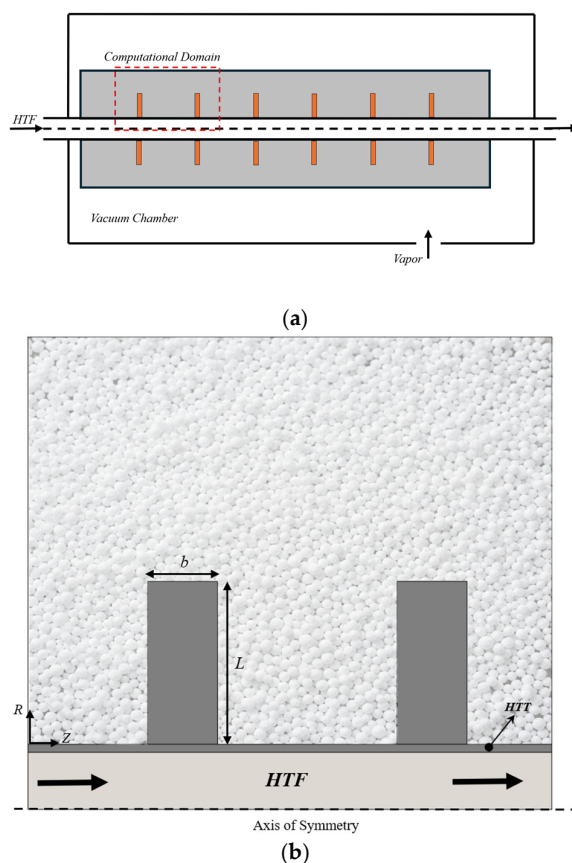 Computational Domain
HTF
Vacuum Chamber
Vapor
(a)
b
L
R
Z
HTT
HTF
Axis of Symmetry
(b)